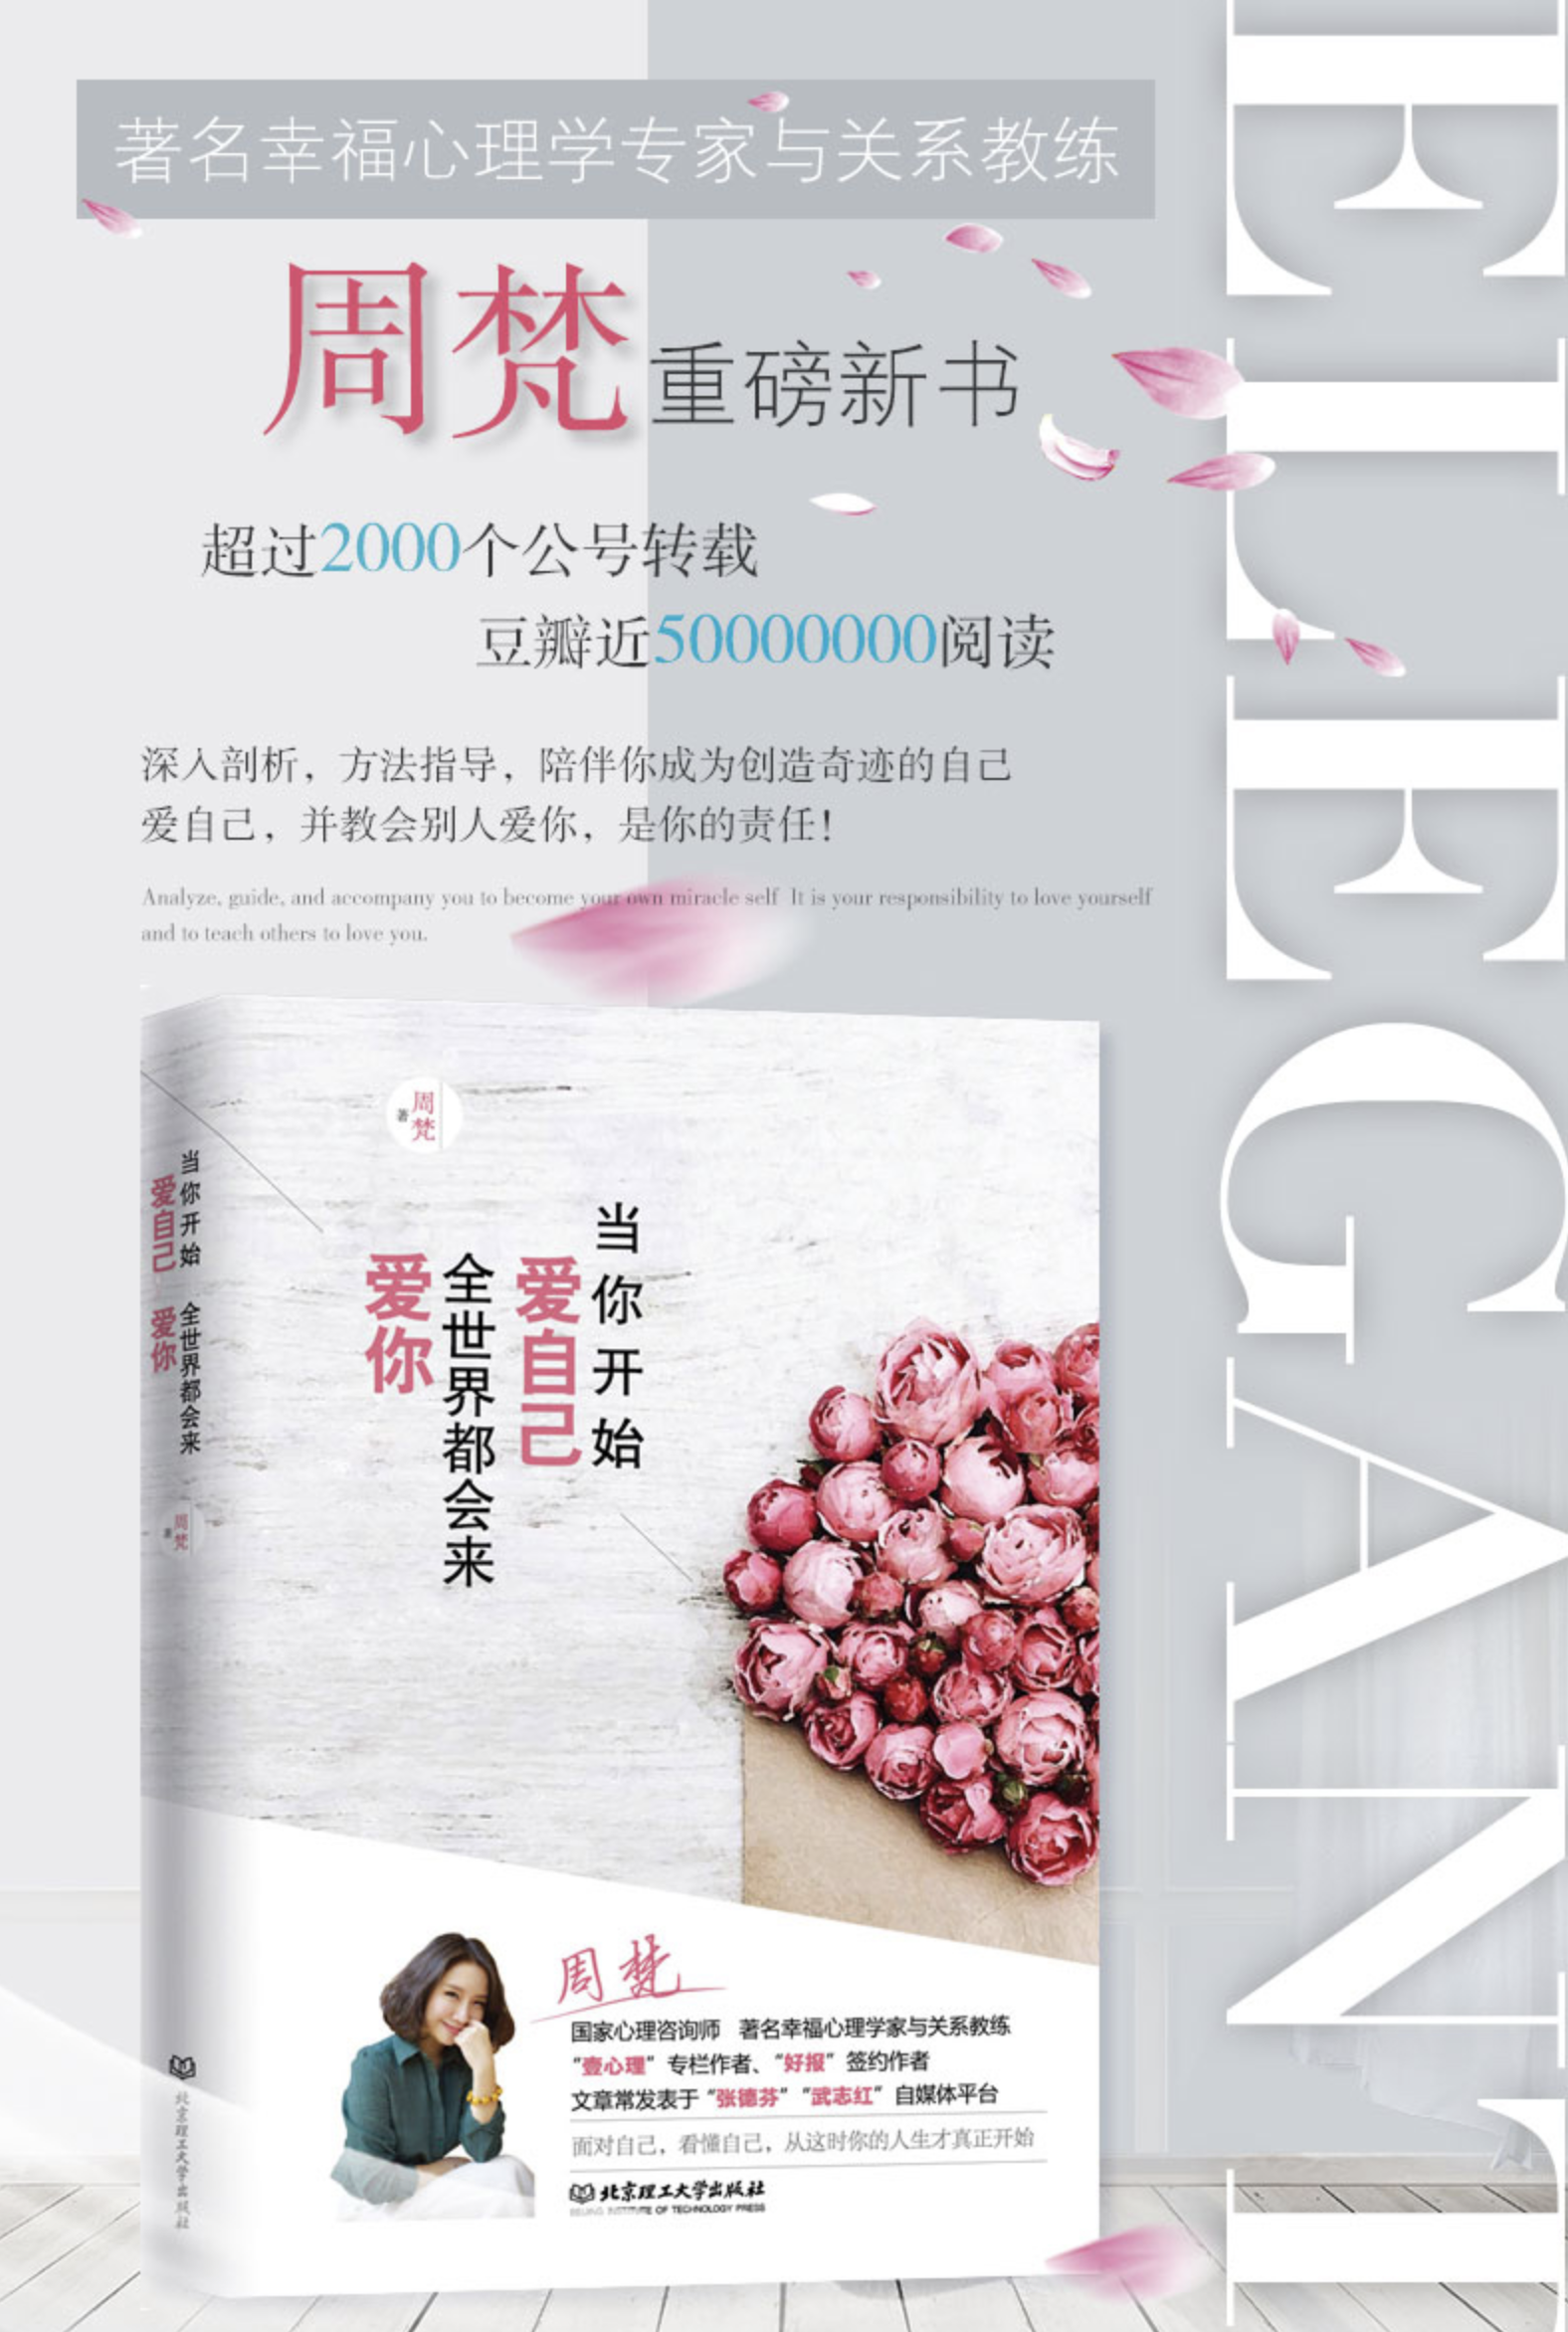 著名幸福心理学专家与关系教练
周梵重磅新书
超过2000个公号转载
豆瓣近50000000阅读
深入剖析，方法指导，陪伴你成为创造奇迹的自己
爱自己，并教会别人爱你，是你的责任！
Analyze, guide, and accompany you to become your own miracle self It is your responsibility to love yourself
and to teach others to love you.
ELEGANT
周梵 著
当你开始
爱自己
全世界都会来
爱你
当你开始
爱自己
全世界都会来
爱你
周梵 著
北京理工大学出版社
周梵
国家心理咨询师 著名幸福心理学家与关系教练
“壹心理”专栏作者、“好报”签约作者
文章常发表于“张德芬”“武志红”自媒体平台
面对自己，看懂自己，从这时你的人生才真正开始
北京理工大学出版社
BEIJING INSTITUTE OF TECHNOLOGY PRESS